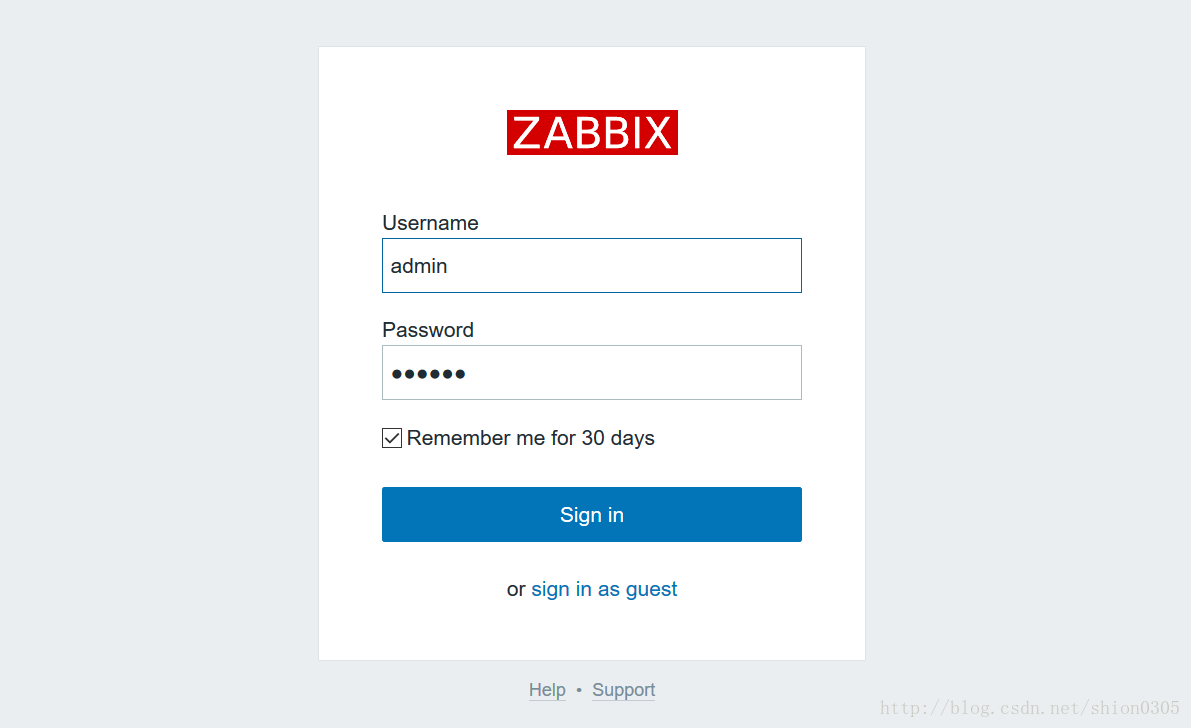 ZABBIX
Username
admin
Password
••••••
Remember me for 30 days
Sign in
or sign in as guest
Help • Support
http://blog.csdn.net/shion0305